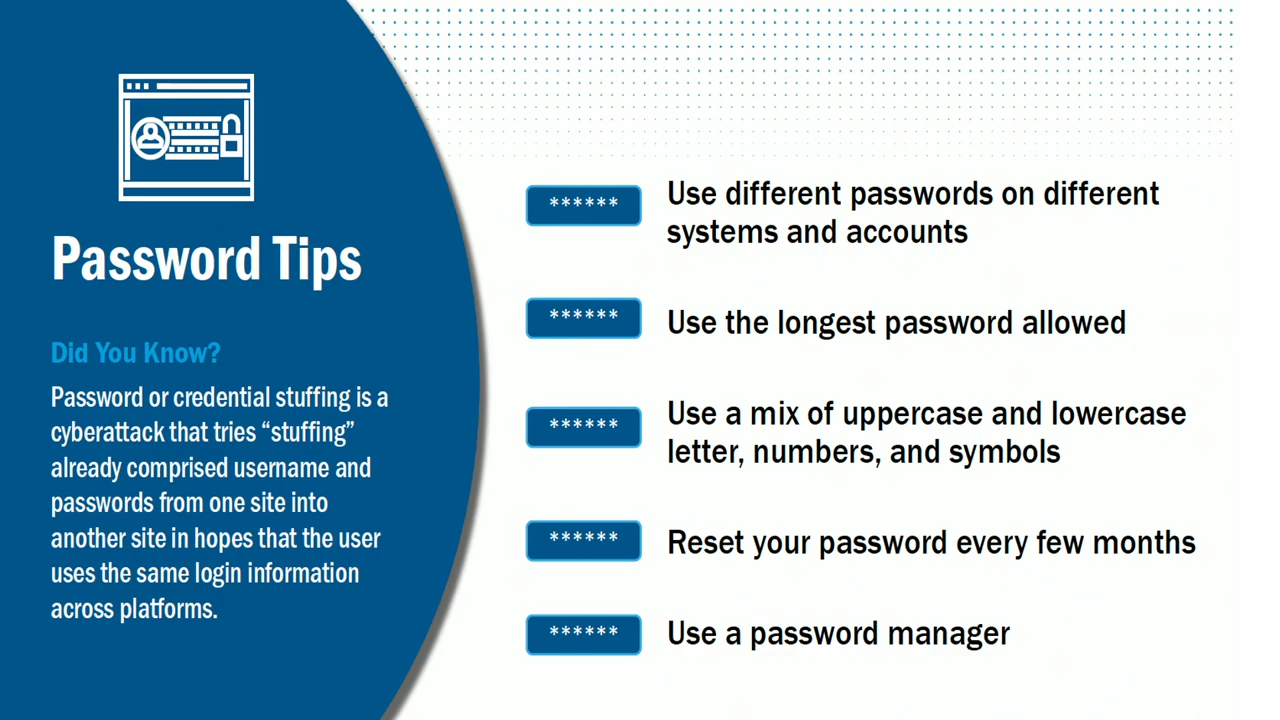 Password Tips
Did You Know?
Password or credential stuffing is a
cyberattack that tries “stuffing”
already comprised username and
passwords from one site into
another site in hopes that the user
uses the same login information
across platforms.
****** Use different passwords on different
systems and accounts
****** Use the longest password allowed
****** Use a mix of uppercase and lowercase
letter, numbers, and symbols
****** Reset your password every few months
****** Use a password manager